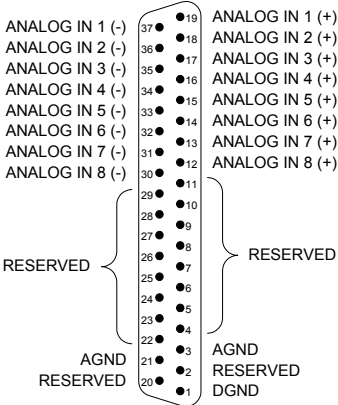 ANALOG IN 1 (-) 37 19 ANALOG IN 1 (+)
ANALOG IN 2 (-) 36 18 ANALOG IN 2 (+)
ANALOG IN 3 (-) 35 17 ANALOG IN 3 (+)
ANALOG IN 4 (-) 34 16 ANALOG IN 4 (+)
ANALOG IN 5 (-) 33 15 ANALOG IN 5 (+)
ANALOG IN 6 (-) 32 14 ANALOG IN 6 (+)
ANALOG IN 7 (-) 31 13 ANALOG IN 7 (+)
ANALOG IN 8 (-) 30 12 ANALOG IN 8 (+)
29 11
28 10
27 9
26 8
RESERVED 25 7 RESERVED
24 6
23 5
22 4
AGND 21 3 AGND
RESERVED 20 2 RESERVED
1 DGND